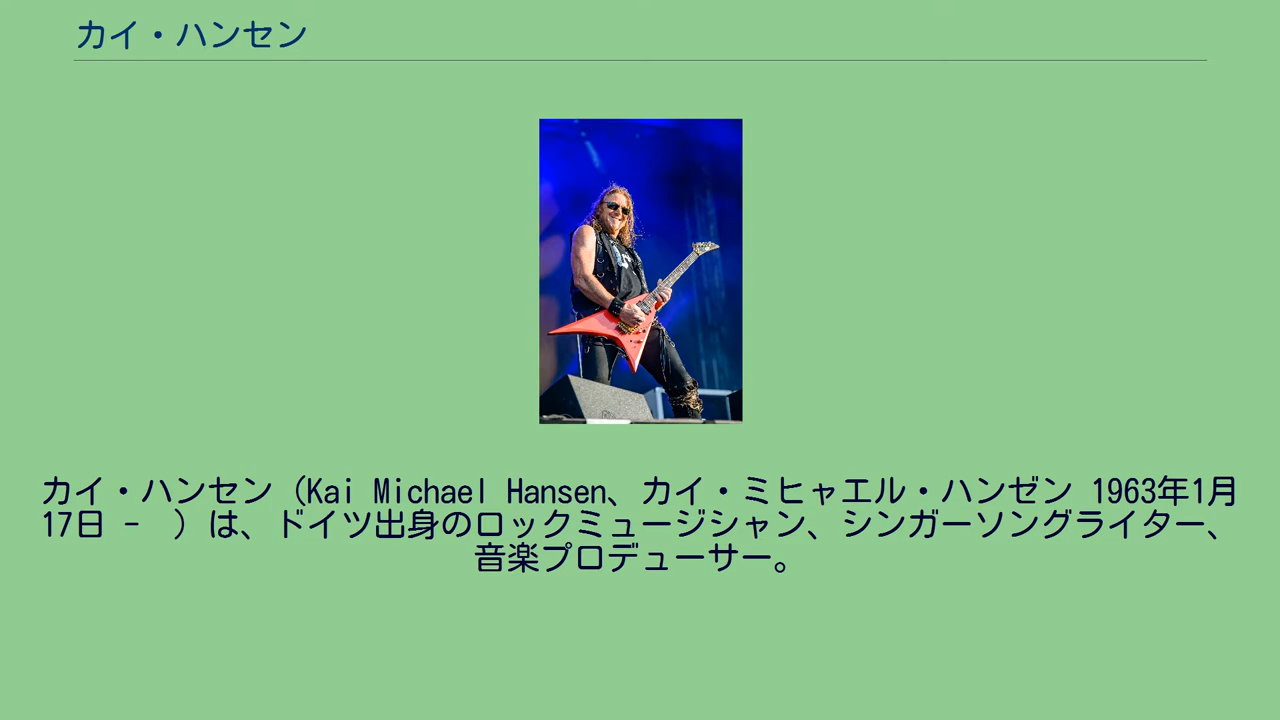 カイ・ハンセン
カイ・ハンセン（Kai Michael Hansen、カイ・ミヒャエル・ハンゼン 1963年1月
17日 - ）は、ドイツ出身のロックミュージシャン、シンガーソングライター、
音楽プロデューサー。